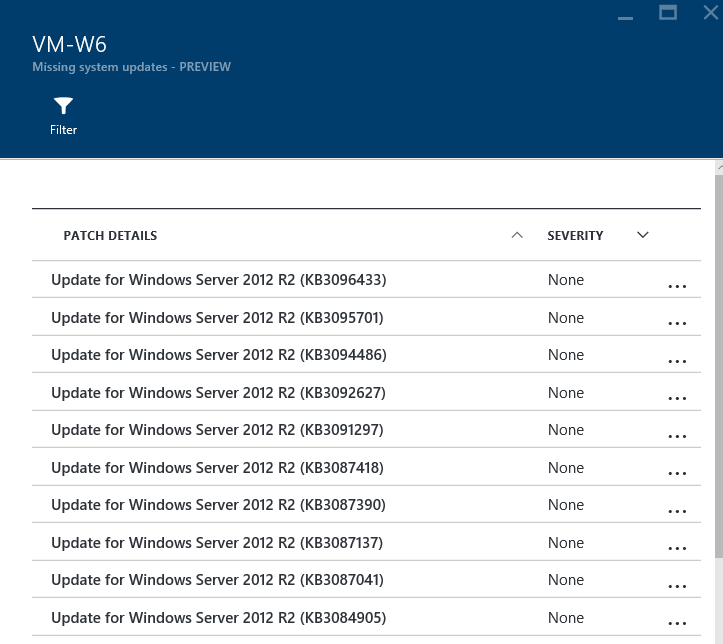 VM-W6
Missing system updates - PREVIEW
Filter
PATCH DETAILS SEVERITY
Update for Windows Server 2012 R2 (KB3096433) None ...
Update for Windows Server 2012 R2 (KB3095701) None ...
Update for Windows Server 2012 R2 (KB3094486) None ...
Update for Windows Server 2012 R2 (KB3092627) None ...
Update for Windows Server 2012 R2 (KB3091297) None ...
Update for Windows Server 2012 R2 (KB3087418) None ...
Update for Windows Server 2012 R2 (KB3087390) None ...
Update for Windows Server 2012 R2 (KB3087137) None ...
Update for Windows Server 2012 R2 (KB3087041) None ...
Update for Windows Server 2012 R2 (KB3084905) None ...